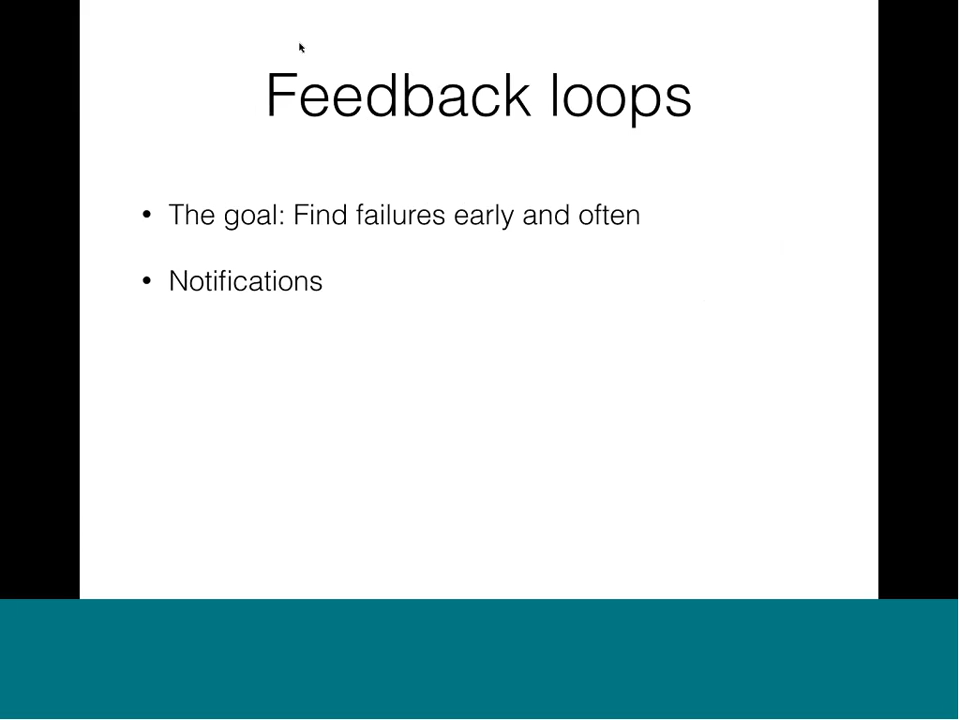 Feedback loops
• The goal: Find failures early and often
• Notifications